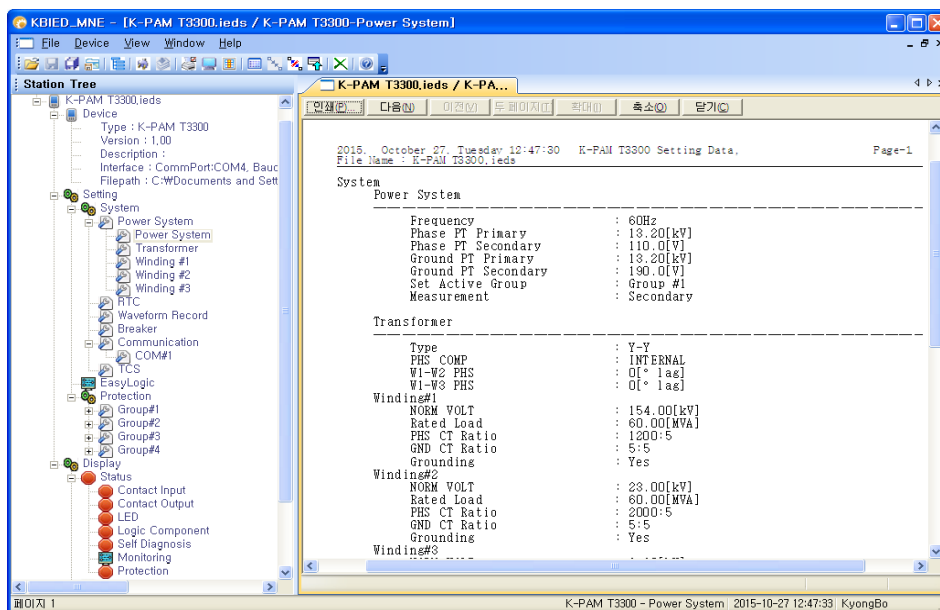 KBIED_MNE - [K-PAM T3300.ieds / K-PAM T3300-Power System]
File Device View Window Help
Station Tree
K-PAM T3300.ieds
Device
Type : K-PAM T3300
Version : 1.00
Description :
Interface : CommPort:COM4, Bauc
Filepath : C:₩Documents and Sett
Setting
System
Power System
Power System
Transformer
Winding #1
Winding #2
Winding #3
RTC
Waveform Record
Breaker
Communication
COM#1
TCS
EasyLogic
Protection
Group#1
Group#2
Group#3
Group#4
Display
Status
Contact Input
Contact Output
LED
Logic Component
Self Diagnosis
Monitoring
Protection
K-PAM T3300.ieds / K-PA...
인쇄(P)... 다음(N) 이전(V) 두 페이지(T) 확대(I) 축소(O) 닫기(C)
2015. October 27. Tuesday 12:47:30 K-PAM T3300 Setting Data. Page-1
File Name : K-PAM T3300.ieds
System
Power System
Frequency : 60Hz
Phase PT Primary : 13.20[kV]
Phase PT Secondary : 110.0[V]
Ground PT Primary : 13.20[kV]
Ground PT Secondary : 190.0[V]
Set Active Group : Group #1
Measurement : Secondary
Transformer
Type : Y-Y
PHS COMP : INTERNAL
W1-W2 PHS : 0[° lag]
W1-W3 PHS : 0[° lag]
Winding#1
NORM VOLT : 154.00[kV]
Rated Load : 60.00[MVA]
PHS CT Ratio : 1200:5
GND CT Ratio : 5:5
Grounding : Yes
Winding#2
NORM VOLT : 23.00[kV]
Rated Load : 60.00[MVA]
PHS CT Ratio : 2000:5
GND CT Ratio : 5:5
Grounding : Yes
Winding#3
페이지 1
K-PAM T3300 - Power System 2015-10-27 12:47:33 KyongBo